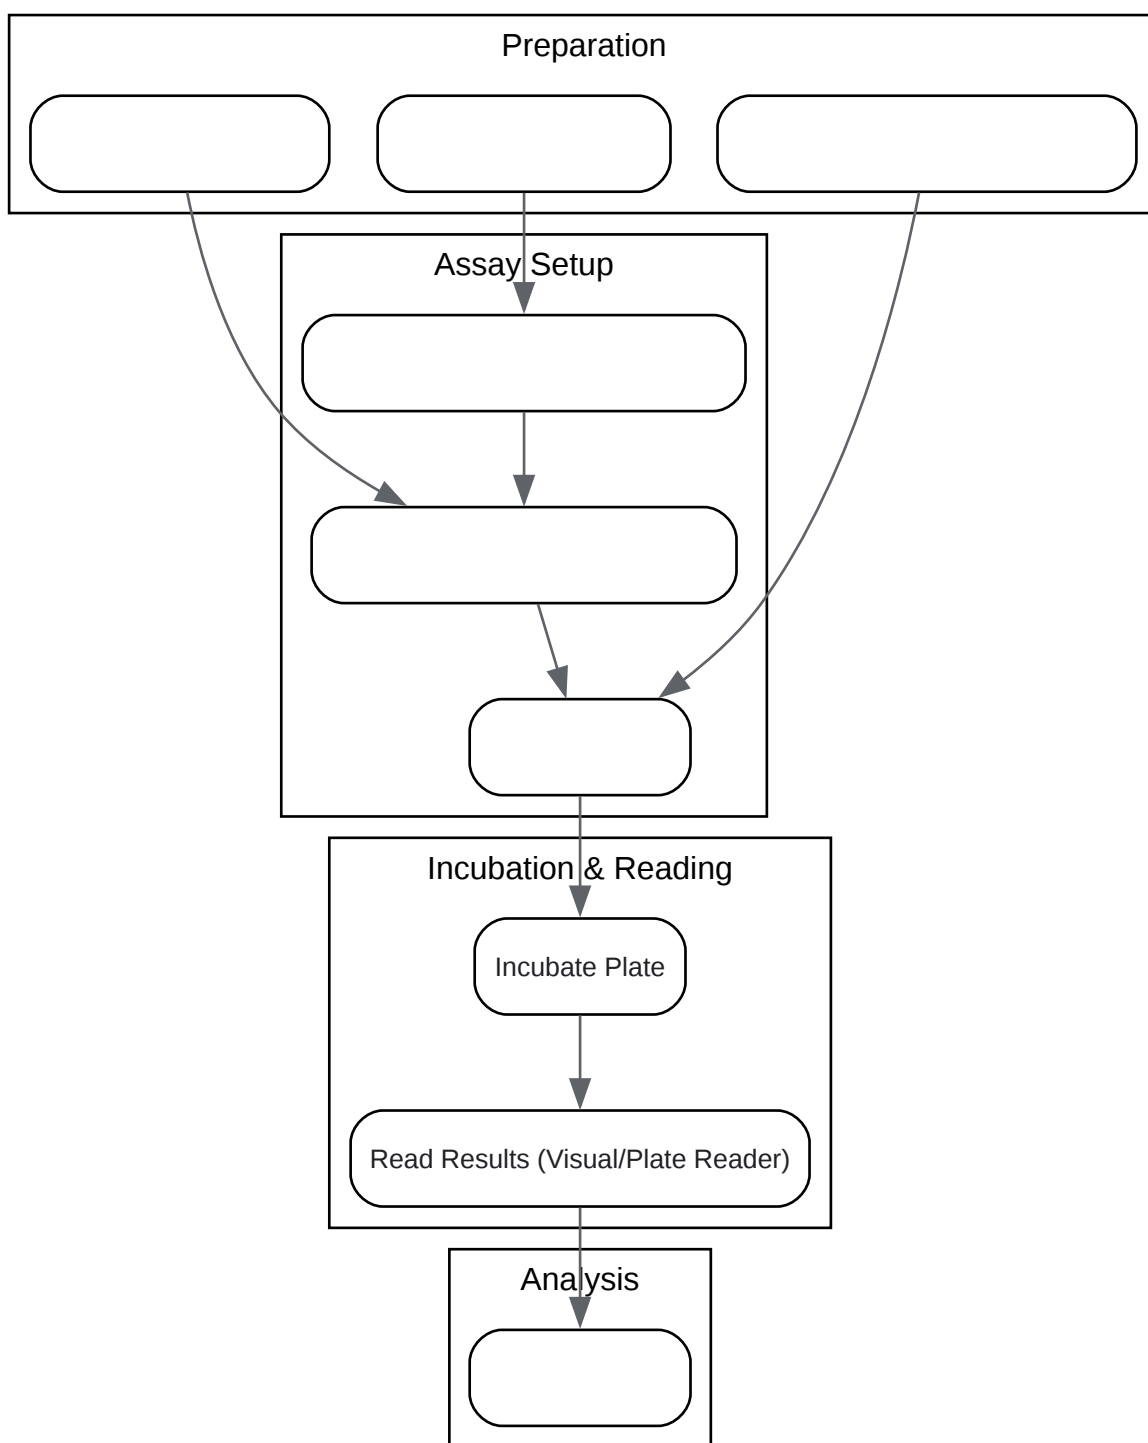 Preparation
Assay Setup
Incubation & Reading
Incubate Plate
Read Results (Visual/Plate Reader)
Analysis